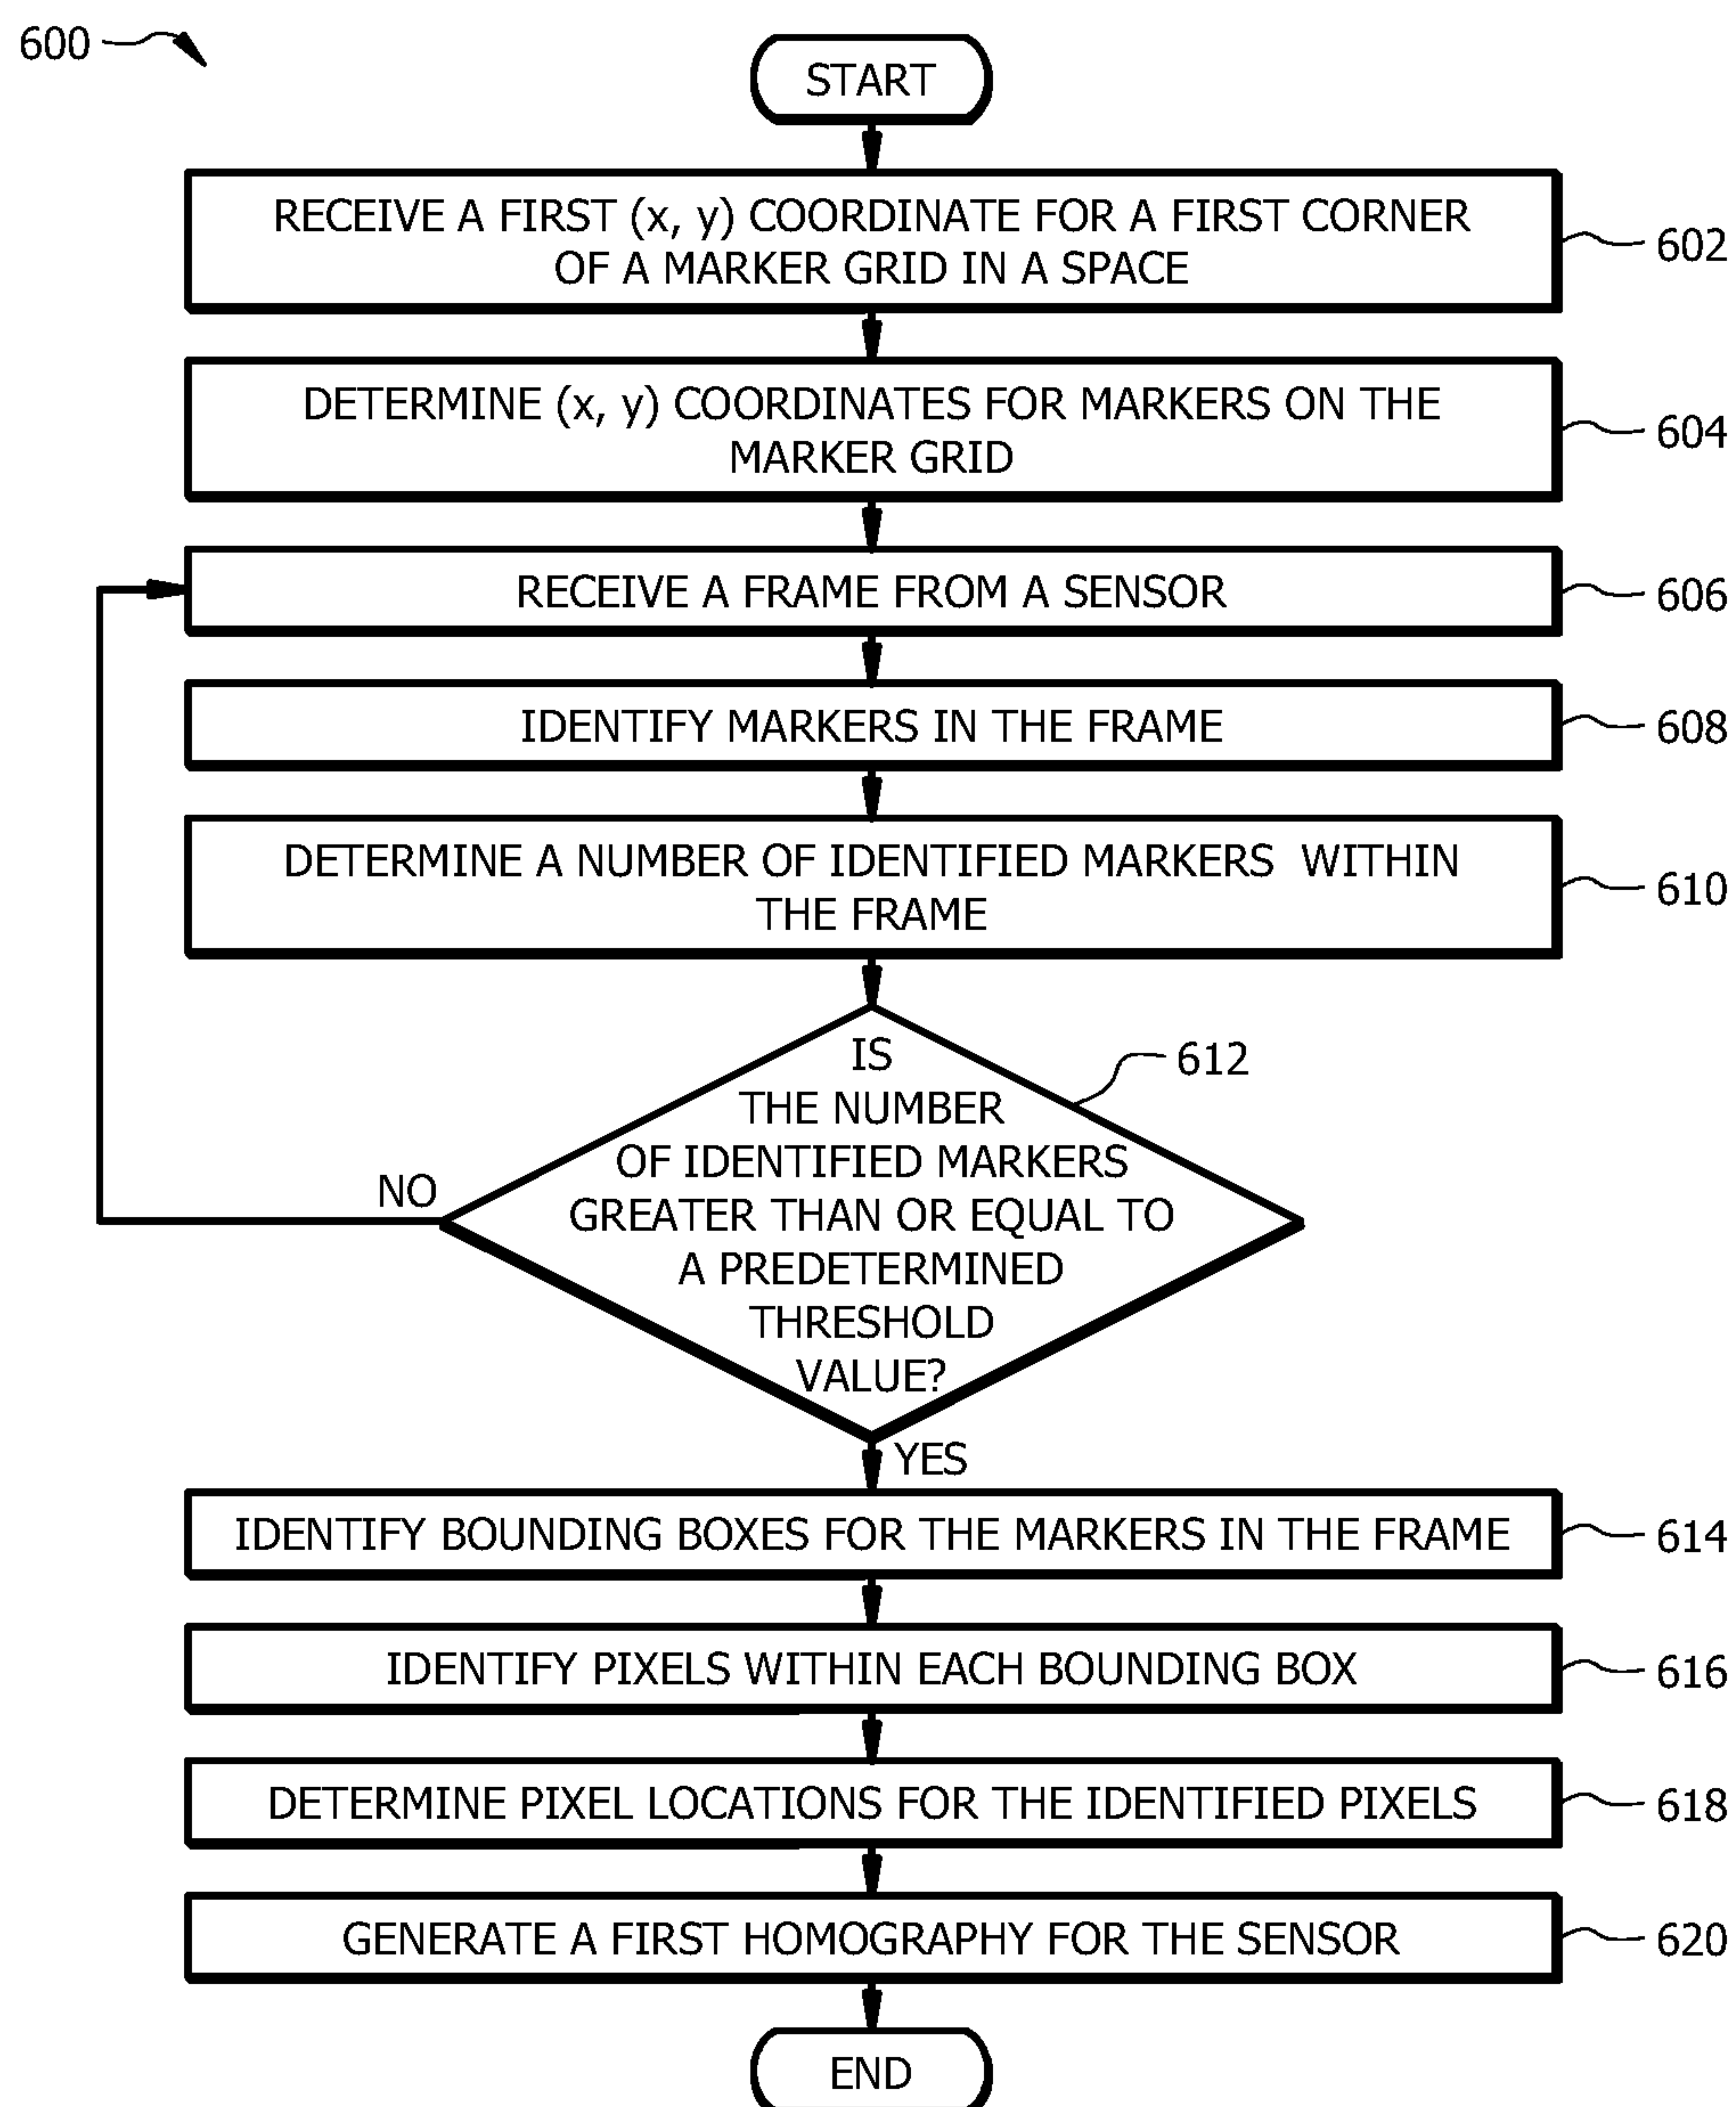 600
START
RECEIVE A FIRST (x, y) COORDINATE FOR A FIRST CORNER
OF A MARKER GRID IN A SPACE
602
DETERMINE (x, y) COORDINATES FOR MARKERS ON THE
MARKER GRID
604
RECEIVE A FRAME FROM A SENSOR
606
IDENTIFY MARKERS IN THE FRAME
608
DETERMINE A NUMBER OF IDENTIFIED MARKERS WITHIN
THE FRAME
610
IS
THE NUMBER
OF IDENTIFIED MARKERS
GREATER THAN OR EQUAL TO
A PREDETERMINED
THRESHOLD
VALUE?
612
NO
YES
IDENTIFY BOUNDING BOXES FOR THE MARKERS IN THE FRAME
614
IDENTIFY PIXELS WITHIN EACH BOUNDING BOX
616
DETERMINE PIXEL LOCATIONS FOR THE IDENTIFIED PIXELS
618
GENERATE A FIRST HOMOGRAPHY FOR THE SENSOR
620
END